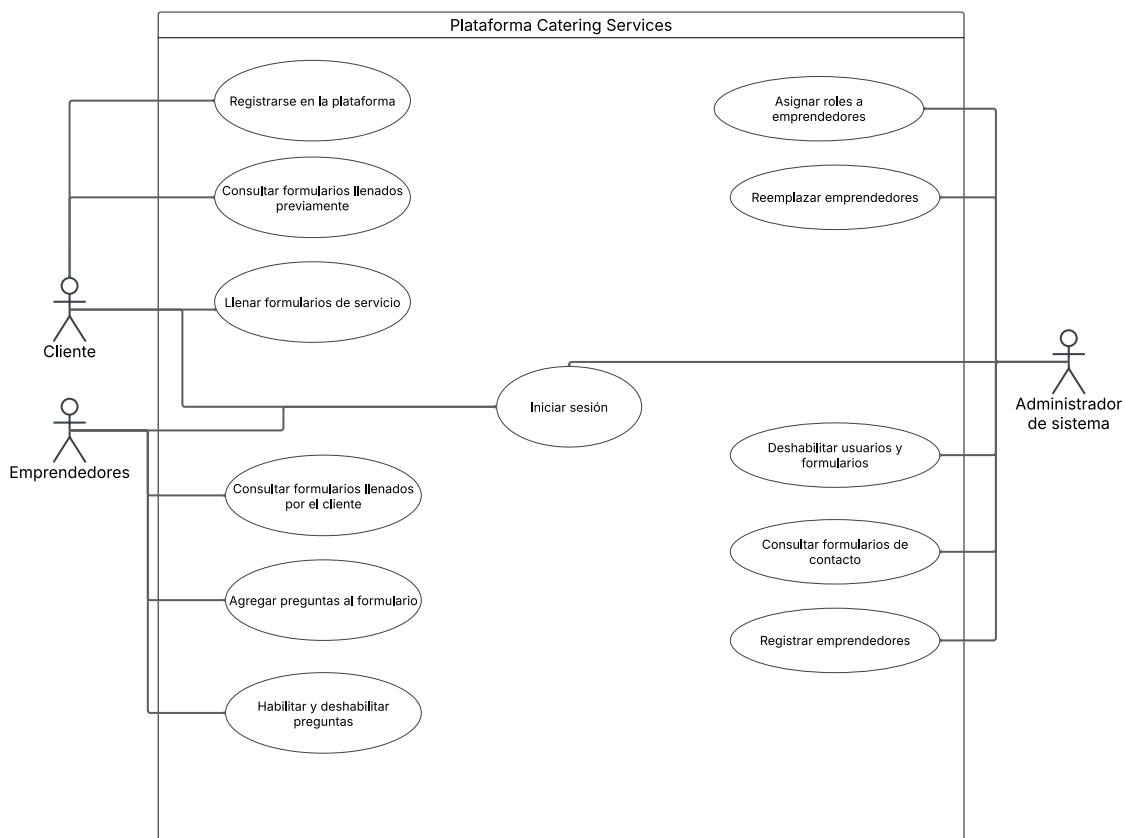 Plataforma Catering Services
Registrarse en la plataforma
Consultar formularios llenados
previamente
Llenar formularios de servicio
Cliente
Emprendedores
Iniciar sesión
Consultar formularios llenados
por el cliente
Agregar preguntas al formulario
Habilitar y deshabilitar
preguntas
Asignar roles a
emprendedores
Reemplazar emprendedores
Administrador
de sistema
Deshabilitar usuarios y
formularios
Consultar formularios de
contacto
Registrar emprendedores